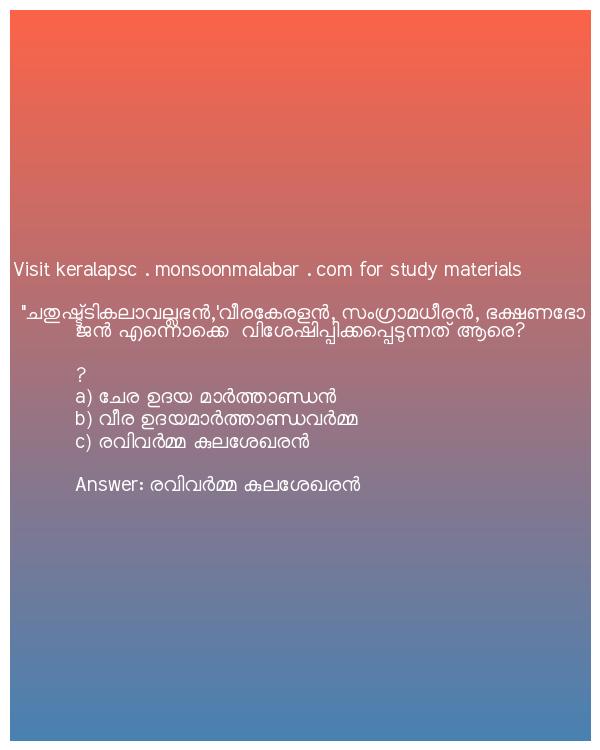 Visit keralapsc . monsoonmalabar . com for study materials
"ചതുഷ്ഷ്ടികലാവല്ലഭൻ,'വീരകേരളൻ, സംഗ്രാമധീരൻ, ഭക്ഷണഭോ
ജൻ എന്നൊക്കെ വിശേഷിപ്പിക്കപ്പെടുന്നത് ആരെ?
?
a) ചേര ഉദയ മാർത്താണ്ഡൻ
b) വീര ഉദയമാർത്താണ്ഡവർമ്മ
c) രവിവർമ്മ കുലശേഖരൻ
Answer: രവിവർമ്മ കുലശേഖരൻ